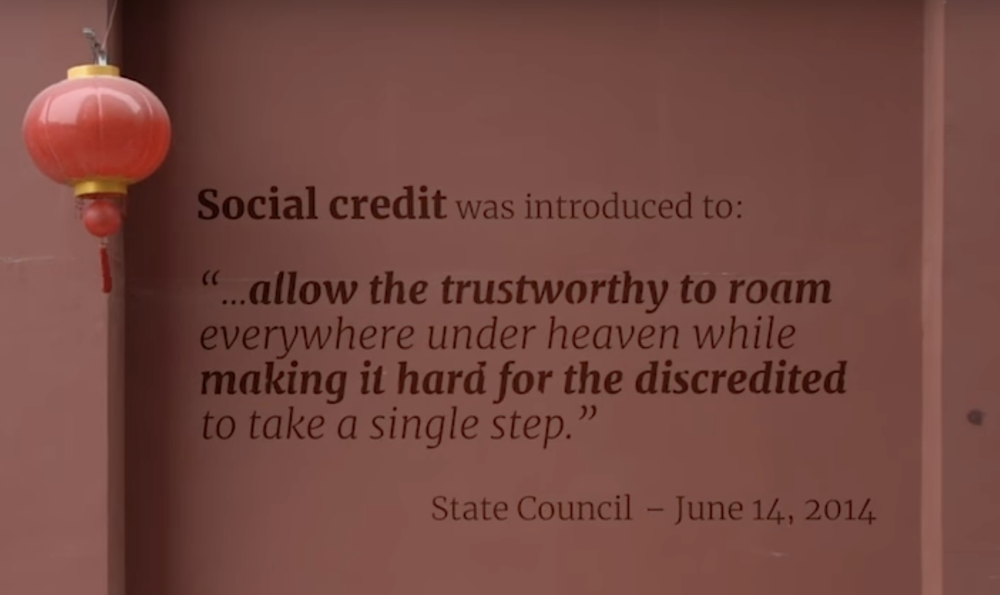 Social credit was introduced to:
“...allow the trustworthy to roam
everywhere under heaven while
making it hard for the discredited
to take a single step.”
State Council – June 14, 2014